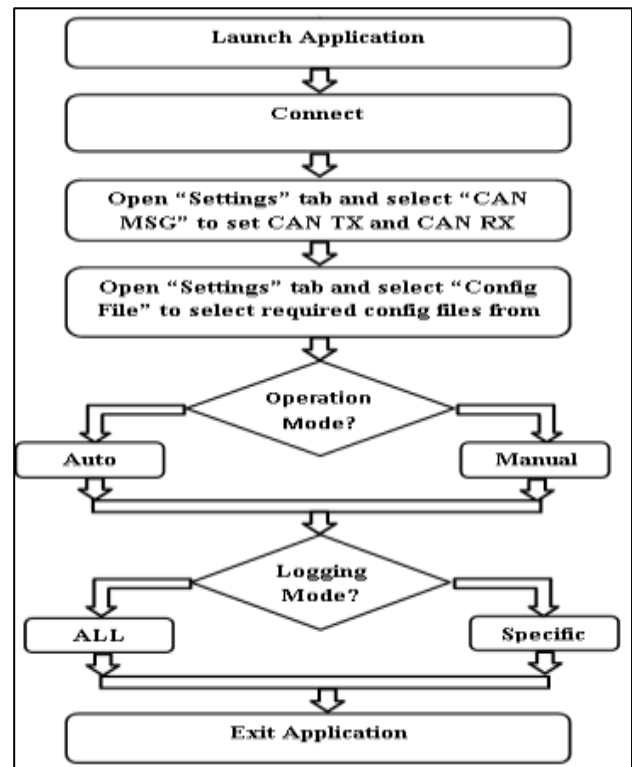 Launch Application
Connect
Open “Settings” tab and select “CAN
MSG” to set CAN TX and CAN RX
Open “Settings” tab and select “Config
File” to select required config files from
Operation
Mode?
Auto
Manual
Logging
Mode?
ALL
Specific
Exit Application